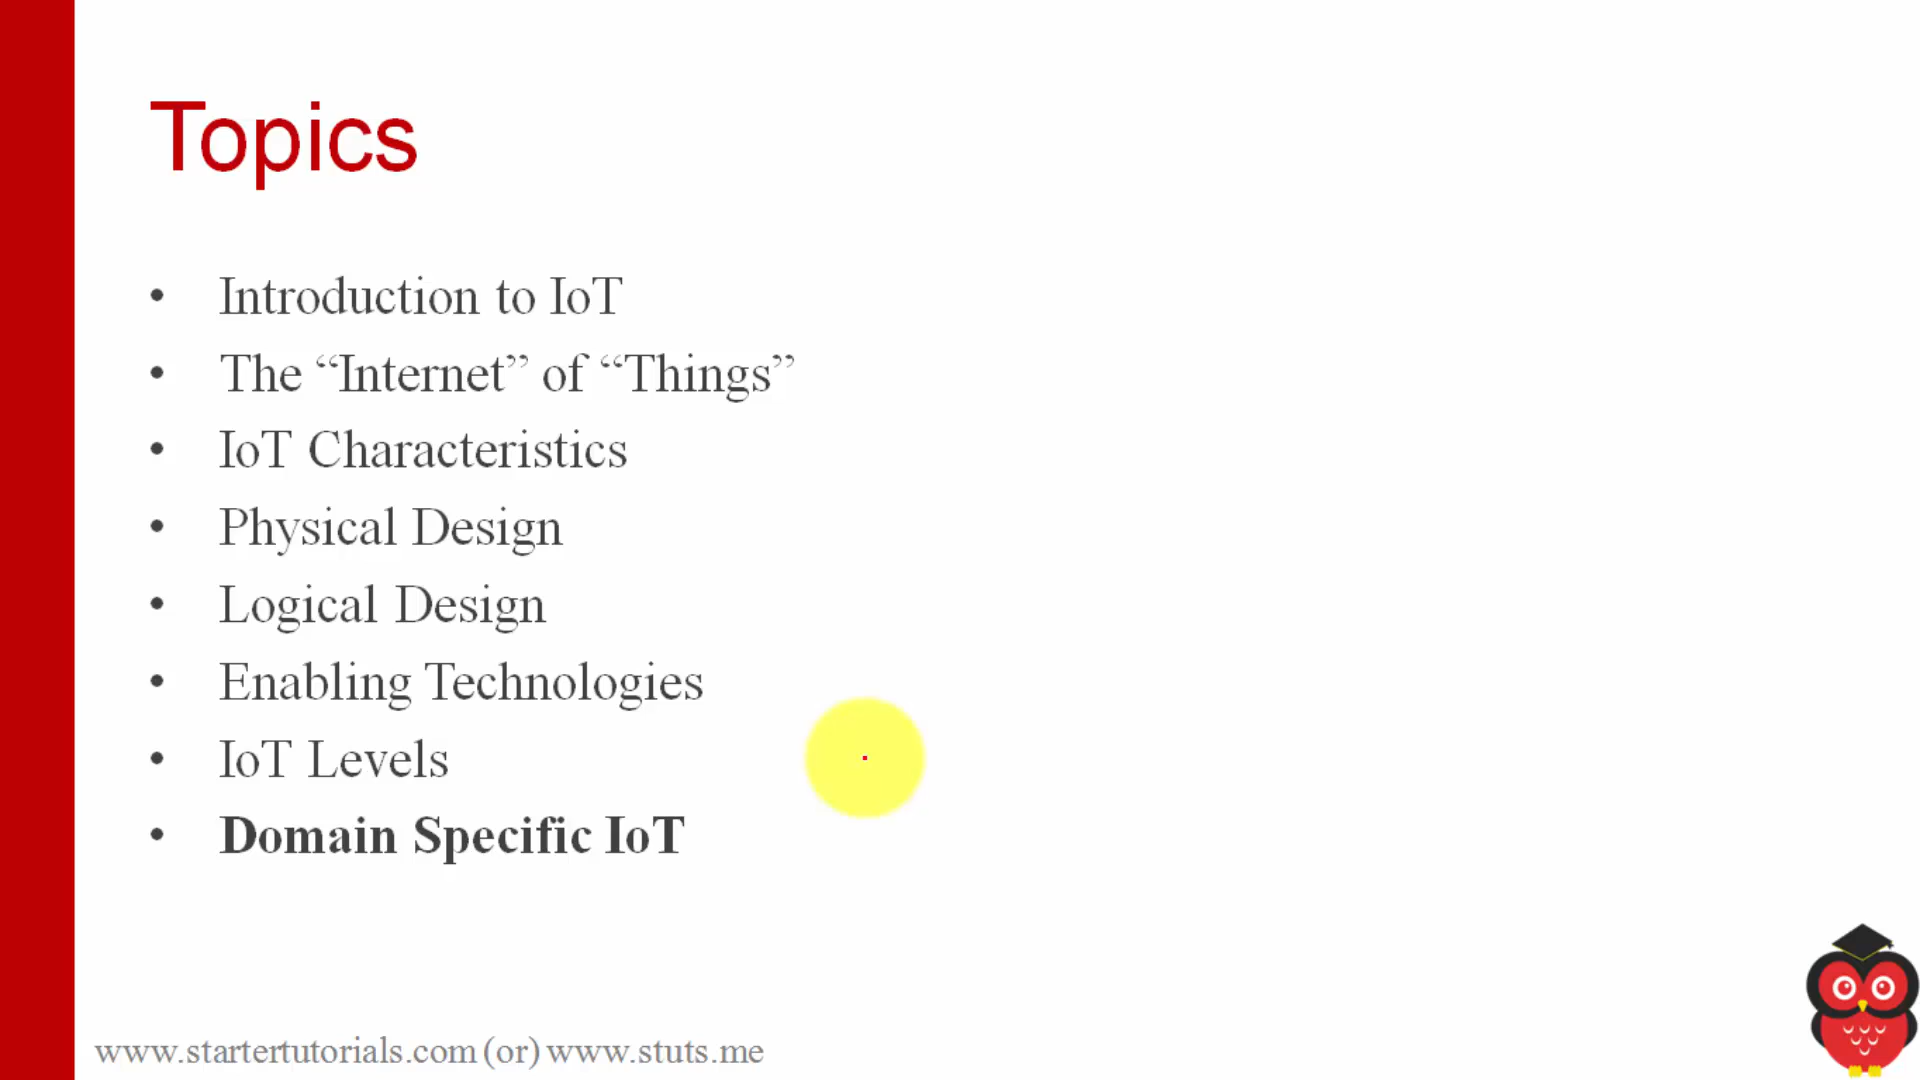 Topics
• Introduction to IoT
• The “Internet” of “Things”
• IoT Characteristics
• Physical Design
• Logical Design
• Enabling Technologies
• IoT Levels
• Domain Specific IoT
www.startertutorials.com (or) www.stuts.me